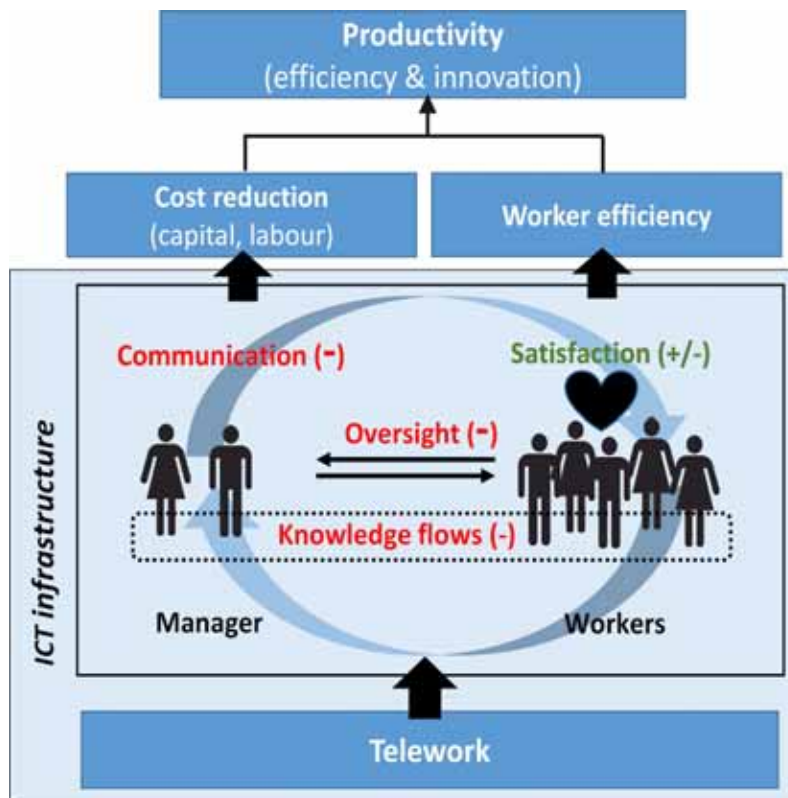 Productivity
(efficiency & innovation)
Cost reduction
(capital, labour)
Worker efficiency
Communication (-)
Satisfaction (+/-)
Oversight (-)
Knowledge flows (-)
Manager
Workers
ICT infrastructure
Telework